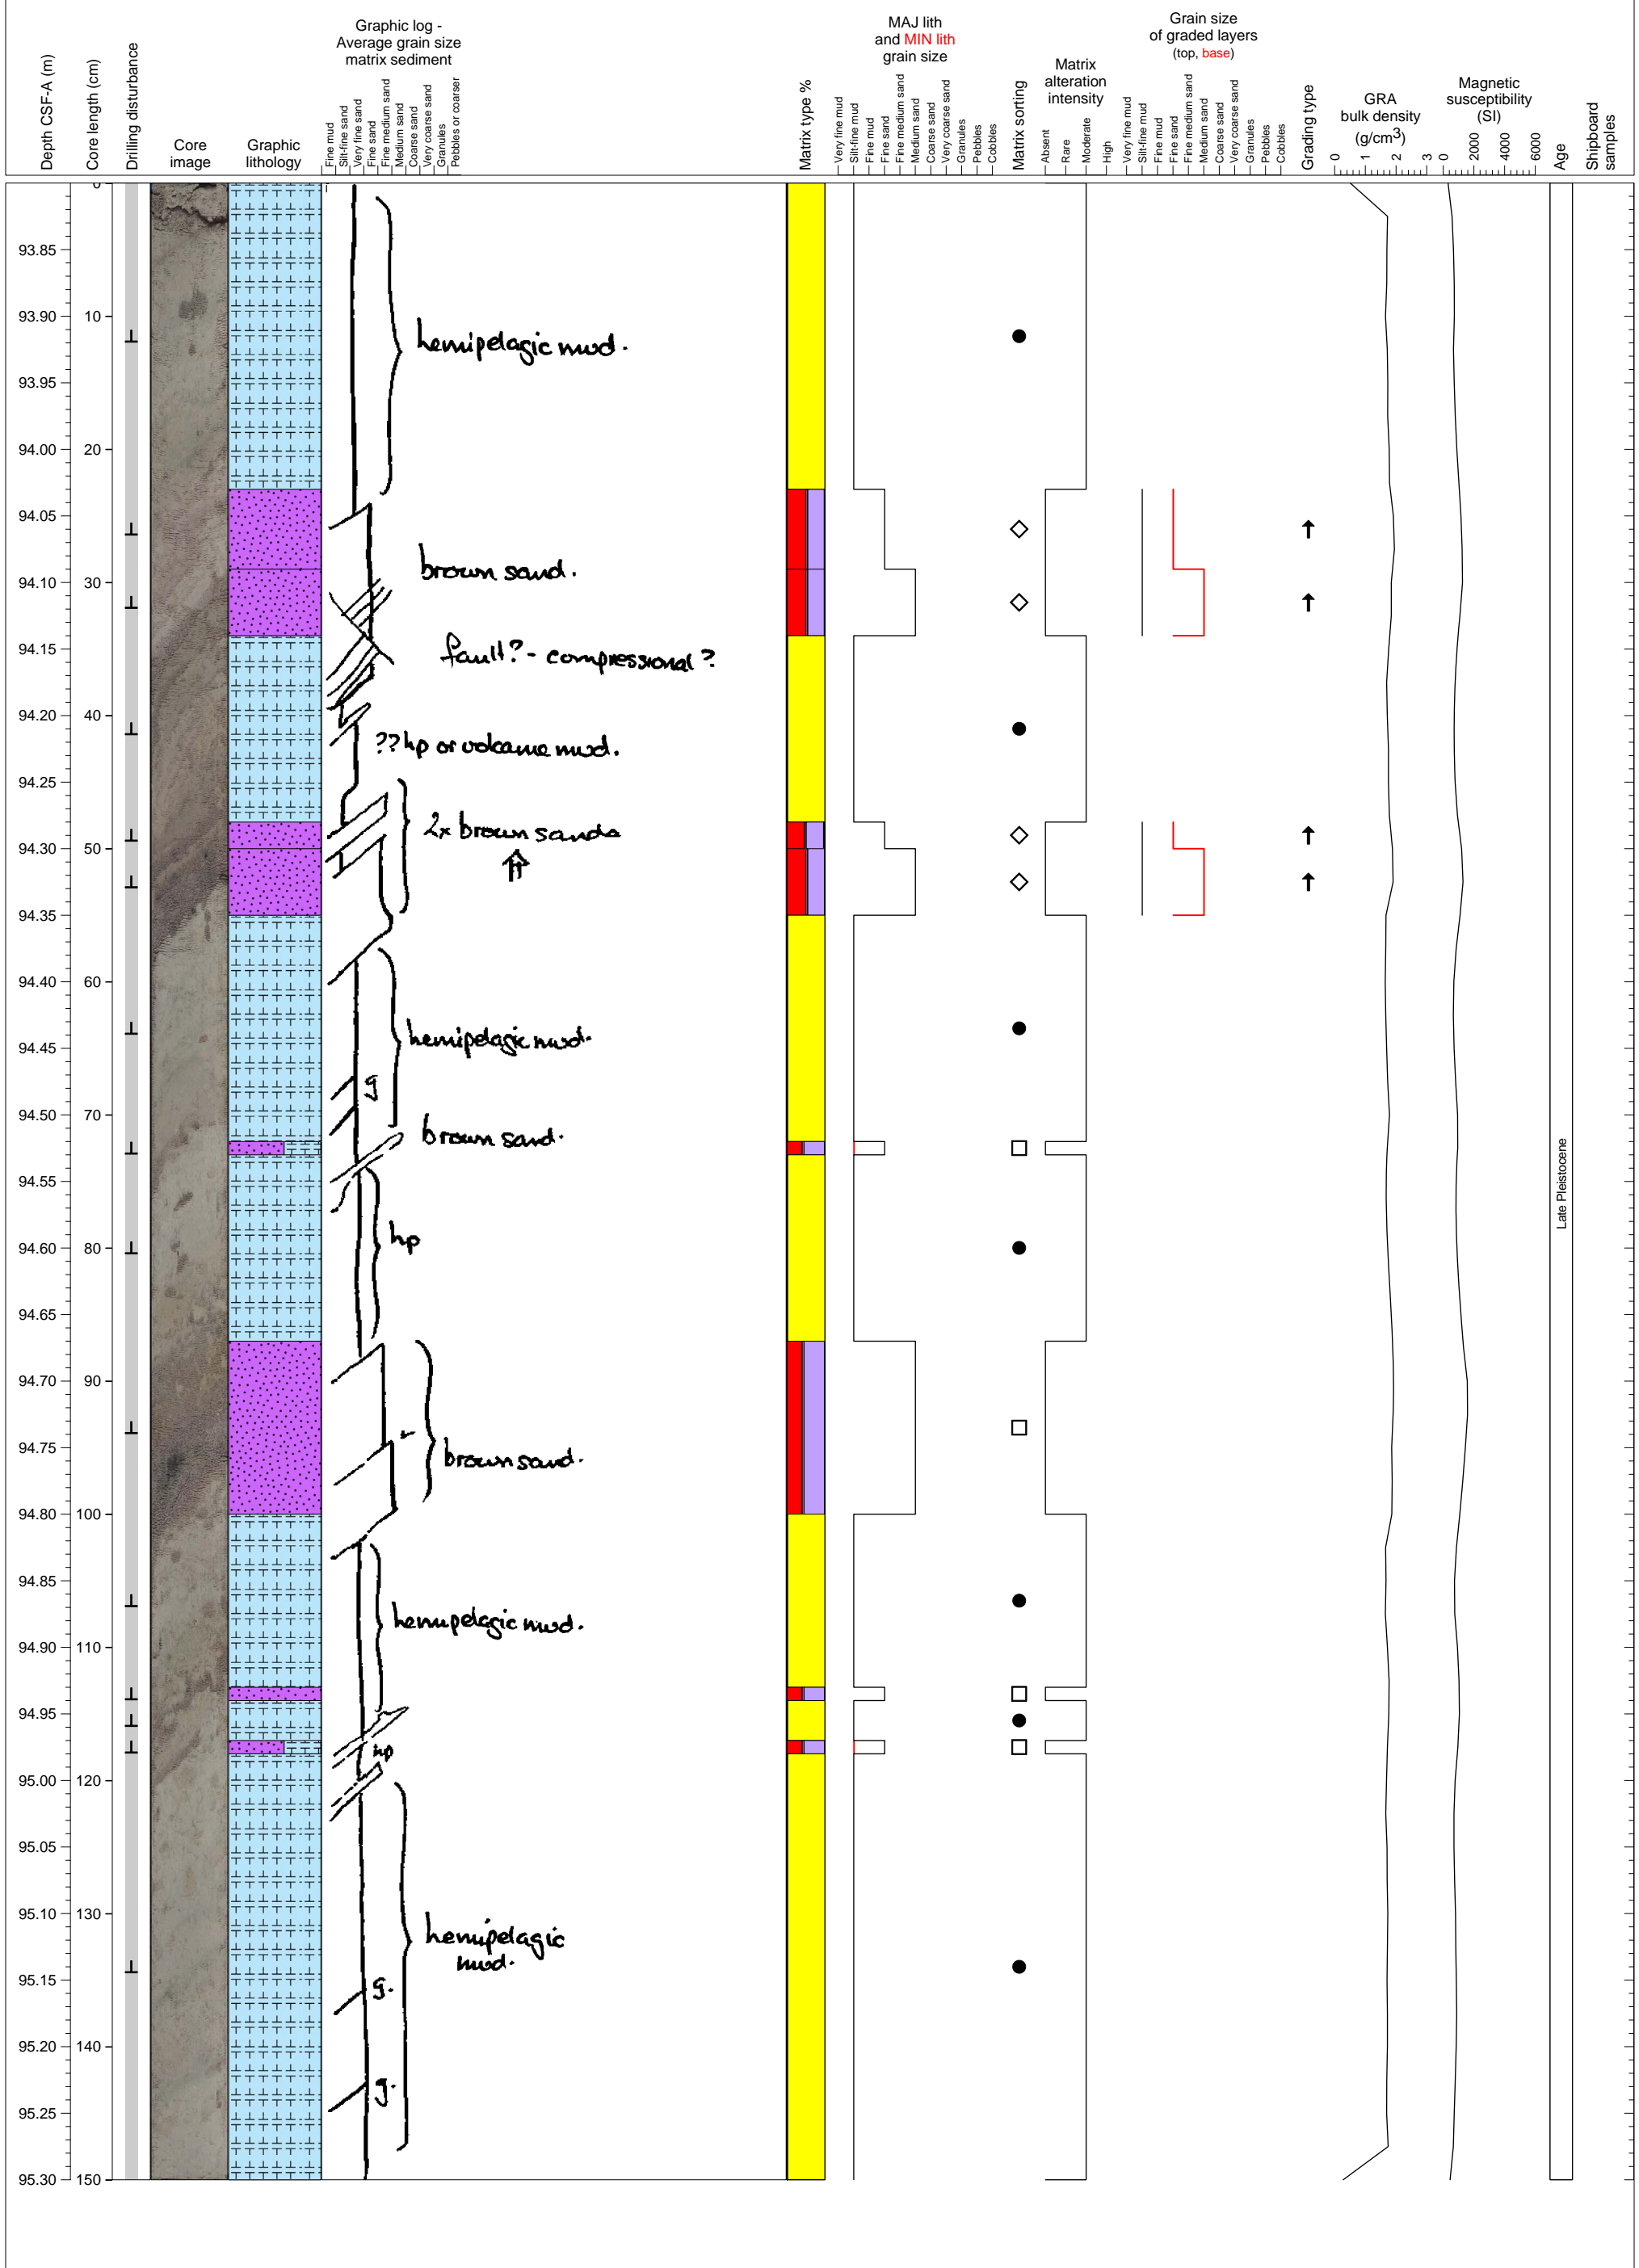 Depth CSF-A (m)
Core length (cm)
Drilling disturbance
Core
image
Graphic
lithology
Graphic log -
Average grain size
matrix sediment
Fine mud
Silt-fine sand
Very fine sand
Fine sand
Fine medium sand
Medium sand
Coarse sand
Very coarse sand
Granules
Pebbles or coarser
Matrix type %
MAJ lith
and MIN lith
grain size
Very fine mud
Silt-fine mud
Fine mud
Fine sand
Fine medium sand
Medium sand
Coarse sand
Very coarse sand
Granules
Pebbles
Cobbles
Matrix sorting
Matrix
alteration
intensity
Absent
Rare
Moderate
High
Grain size
of graded layers
(top, base)
Very fine mud
Silt-fine mud
Fine mud
Fine sand
Fine medium sand
Medium sand
Coarse sand
Very coarse sand
Granules
Pebbles
Cobbles
Grading type
GRA
bulk density
(g/cm3)
0 1 2 3
Magnetic
susceptibility
(SI)
0 2000 4000 6000
Age
Shipboard
samples
0
93.85
93.90 10
hemipelagic mud.
93.95
94.00 20
94.05
brown sand.
94.10 30
94.15
fault? - compressional?
94.20 40
?? hp or volcanic mud.
94.25
2x brown sands
94.30 50
94.35
94.40 60
hemipelagic mud.
94.45
g
94.50 70
brown sand.
94.55
hp
94.60 80
94.65
94.70 90
94.75
brown sand.
94.80 100
94.85
hemipelagic mud.
94.90 110
94.95
hp
95.00 120
95.05
95.10 130
hemipelagic
mud.
95.15
g.
95.20 140
g.
95.25
95.30 150
Late Pleistocene